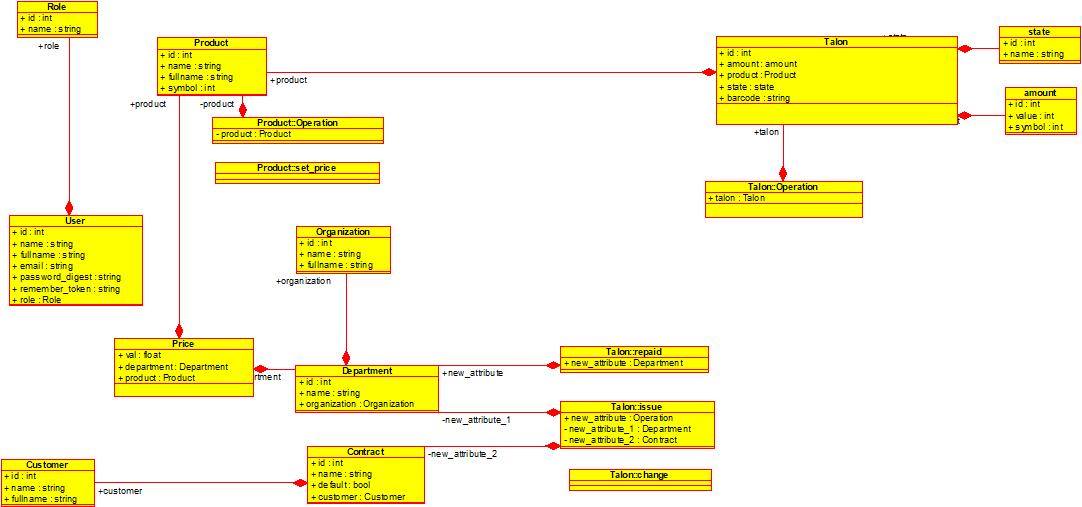 Role
+ id : int
+ name : string
+role
Product
+ id : int
+ name : string
+ fullname : string
+ symbol : int
+product
+product
-product
Product::Operation
- product : Product
Product::set_price
Talon
+ id : int
+ amount : amount
+ product : Product
+ state : state
+ barcode : string
state
+ id : int
+ name : string
amount
+ id : int
+ value : int
+ symbol : int
+talon
Talon::Operation
+ talon : Talon
User
+ id : int
+ name : string
+ fullname : string
+ email : string
+ password_digest : string
+ remember_token : string
+ role : Role
Organization
+ id : int
+ name : string
+ fullname : string
+organization
Price
+ val : float
+ department : Department
+ product : Product
rtment
Department
+ id : int
+ name : string
+ organization : Organization
+new_attribute
-new_attribute_1
Talon::repaid
+ new_attribute : Department
Talon::issue
+ new_attribute : Operation
- new_attribute_1 : Department
- new_attribute_2 : Contract
-new_attribute_2
Talon::change
Contract
+ id : int
+ name : string
+ default : bool
+ customer : Customer
Customer
+ id : int
+ name : string
+ fullname : string
+customer